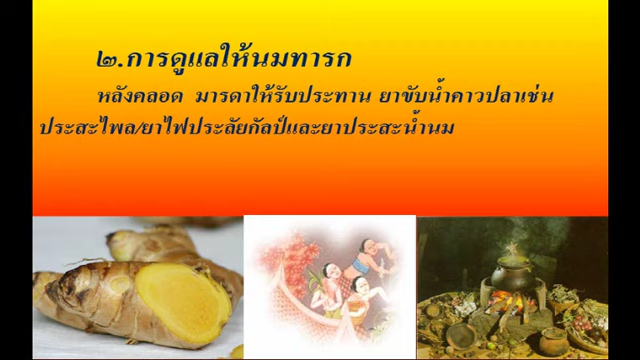 ๒.การดูแลให้นมทารก
หลังคลอด มารดาให้รับประทาน ยาขับน้ำคาวปลาเช่น
ประสะไพล/ยาไฟประลัยกัลป์และยาประสะน้ำนม